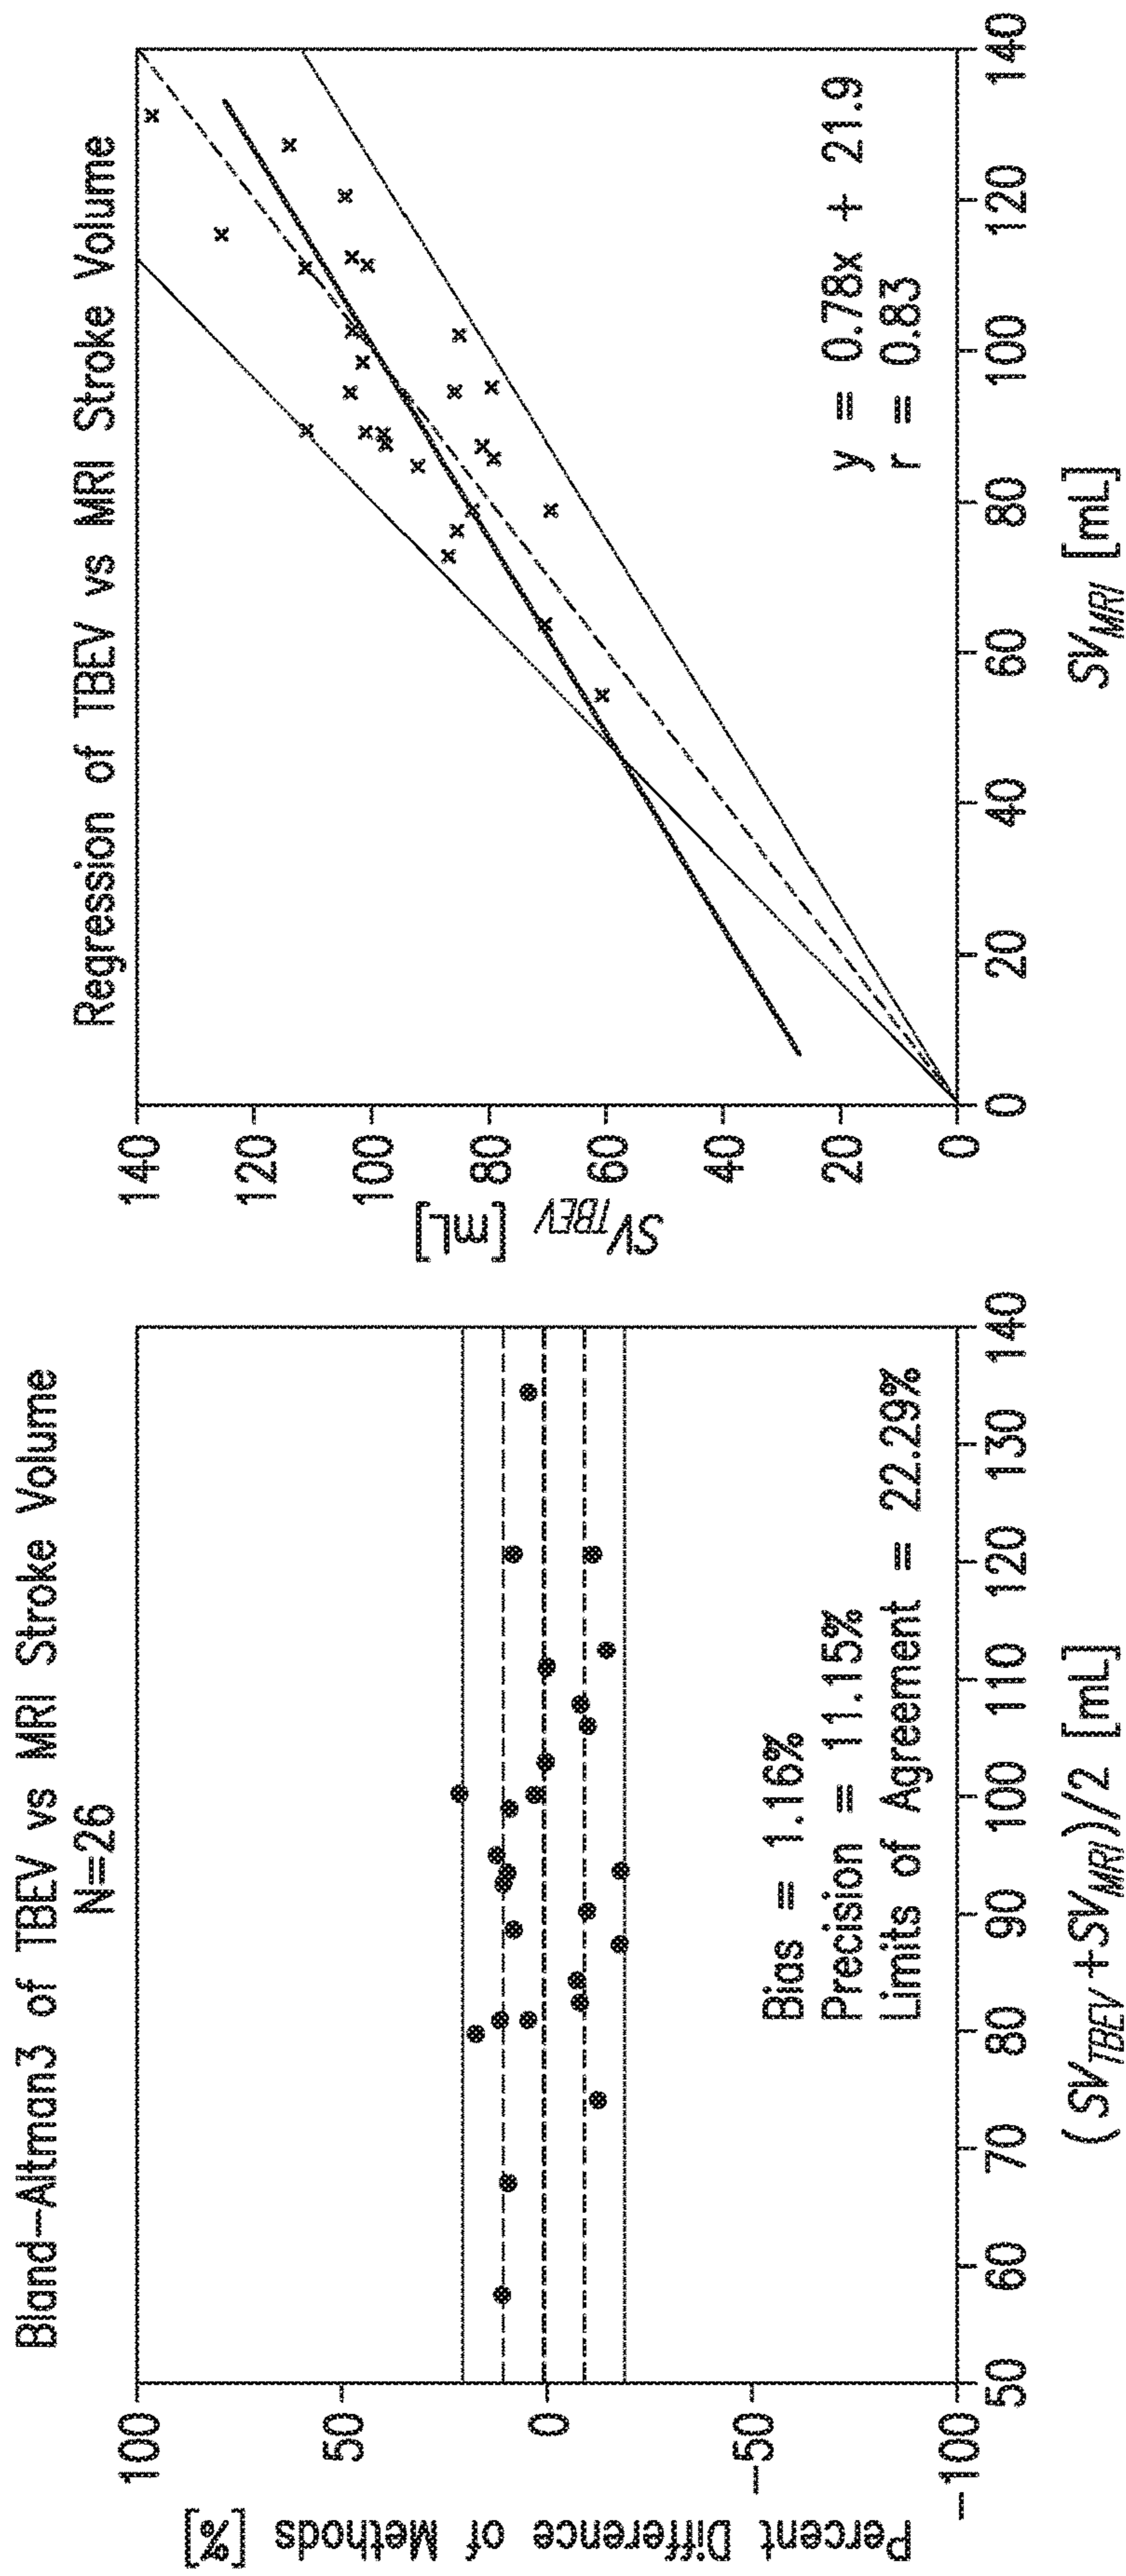 Bland-Altman3 of TBEV vs MRI Stroke Volume
N=26
Percent Difference of Methods [%]
100
50
0
-50
-100
Bias = 1.16%
Precision = 11.15%
Limits of Agreement = 22.29%
50 60 70 80 90 100 110 120 130 140
(SVTBEV+SVMRI)/2 [mL]
Regression of TBEV vs MRI Stroke Volume
SVTBEV [mL]
140
120
100
80
60
40
20
0
y = 0.78x + 21.9
r = 0.83
0 20 40 60 80 100 120 140
SVMRI [mL]